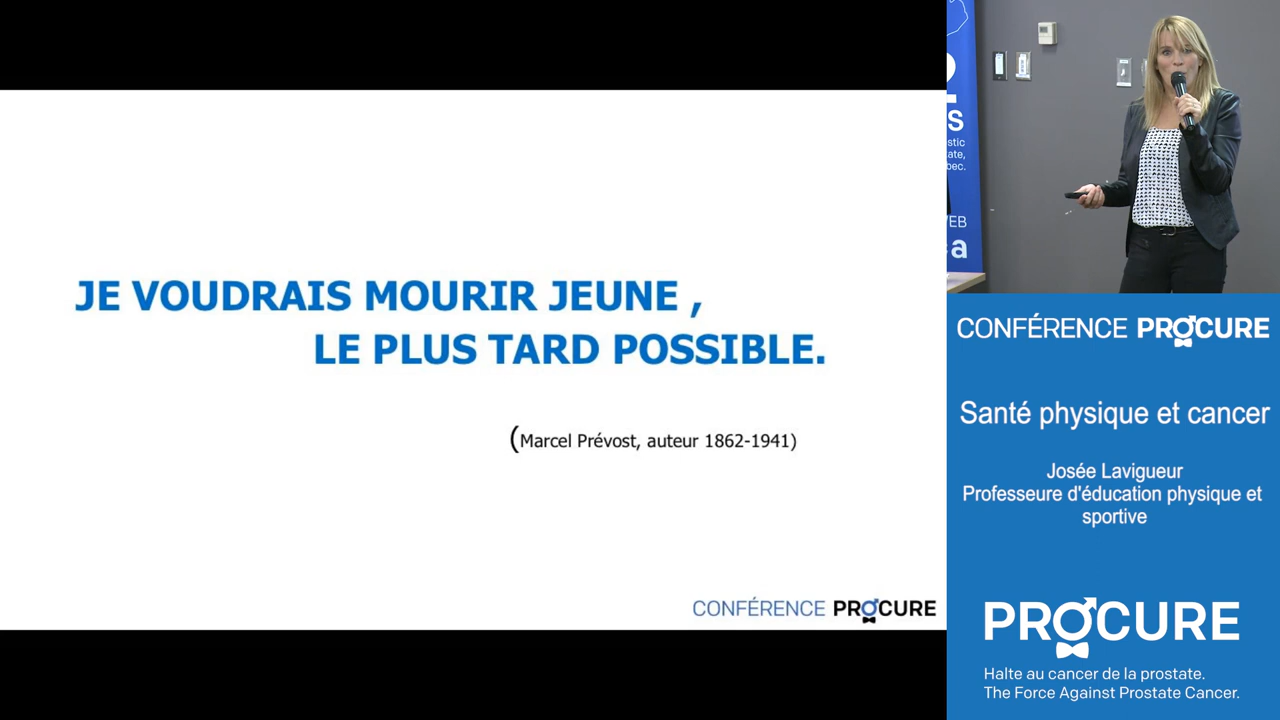 JE VOUDRAIS MOURIR JEUNE ,
LE PLUS TARD POSSIBLE.
(Marcel Prévost, auteur 1862-1941)
CONFÉRENCE PROCURE
CONFÉRENCE PROCURE
Santé physique et cancer
Josée Lavigueur
Professeure d'éducation physique et
sportive
PROCURE
Halte au cancer de la prostate.
The Force Against Prostate Cancer.